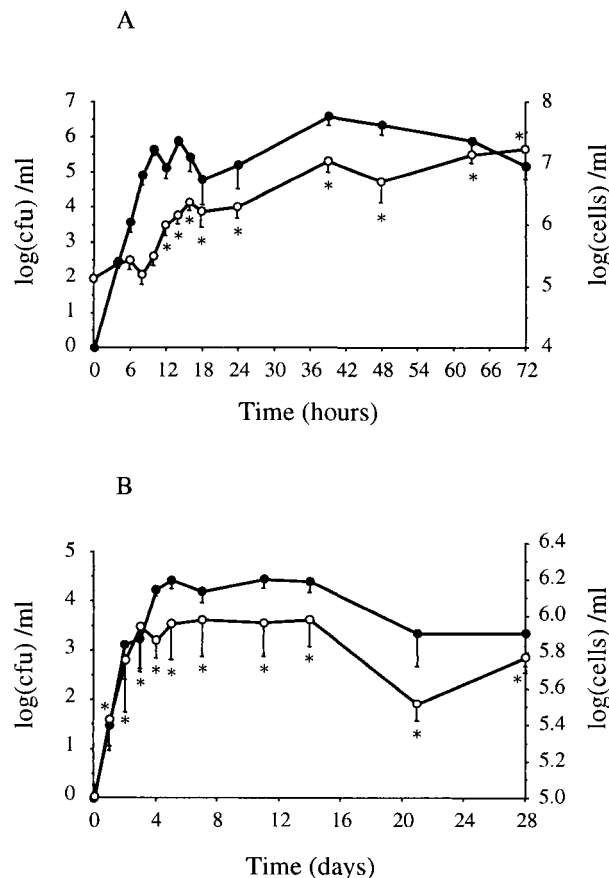 A
log(cfu) /ml
7
6
5
4
3
2
1
0
8
7
6
5
4
log(cells) /ml
* * * * * * * * *
0 6 12 18 24 30 36 42 48 54 60 66 72
Time (hours)
B
log(cfu) /ml
5
4
3
2
1
0
6.4
6.2
6.0
5.8
5.6
5.4
5.2
5.0
log(cells) /ml
* * * * * * * * * *
0 4 8 12 16 20 24 28
Time (days)